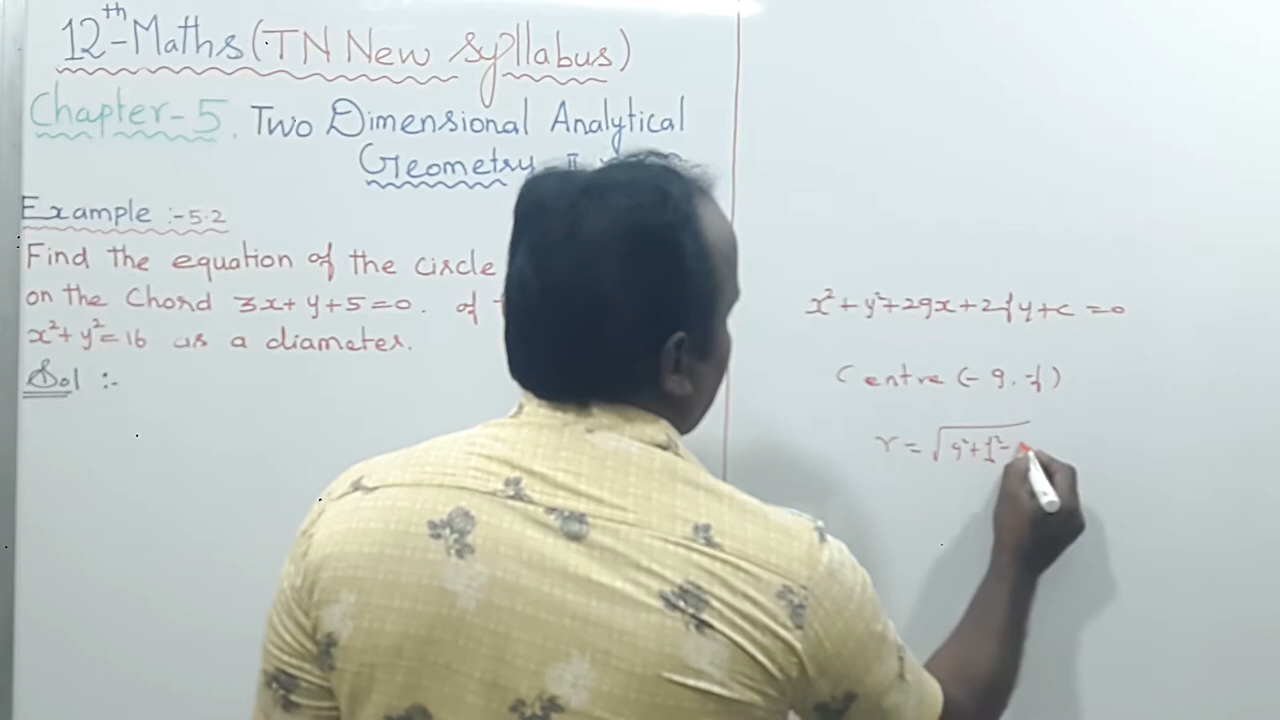 12th-Maths (TN New syllabus)
Chapter-5. Two Dimensional Analytical
Geometry-II
Example :-5.2
Find the equation of the circle
on the Chord 3x+y+5=0. of
x²+y²=16 as a diameter.
Sol :-
x²+y²+2gx+2fy+c=0
Centre (-g,-f)
r=√g²+f²-